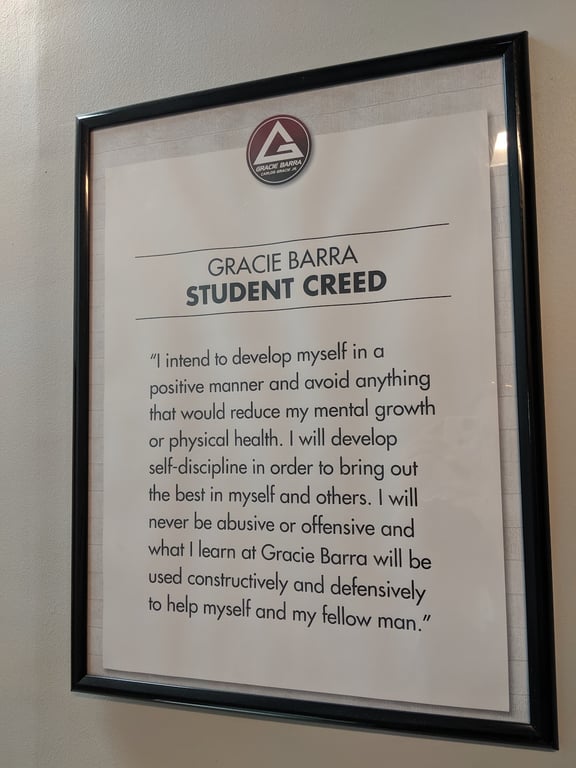 GRACIE BARRA
CARLOS GRACIE JR.
GRACIE BARRA
STUDENT CREED
“I intend to develop myself in a
positive manner and avoid anything
that would reduce my mental growth
or physical health. I will develop
self-discipline in order to bring out
the best in myself and others. I will
never be abusive or offensive and
what I learn at Gracie Barra will be
used constructively and defensively
to help myself and my fellow man.”